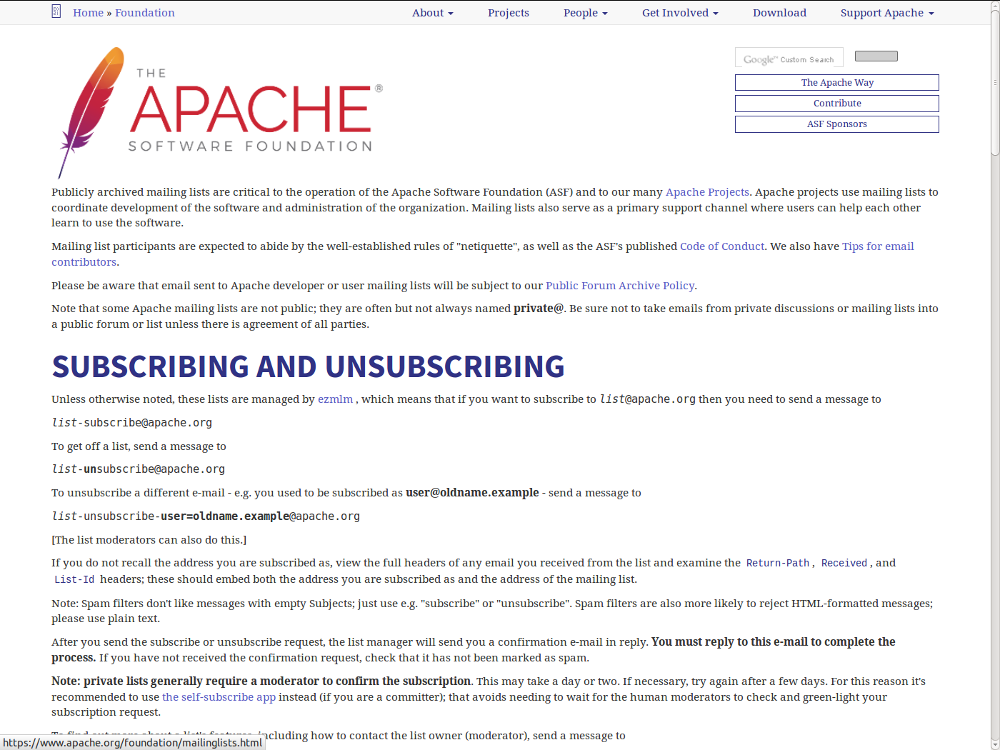 Home » Foundation About Projects People Get Involved Download Support Apache
THE
APACHE®
SOFTWARE FOUNDATION
Google™ Custom Search
The Apache Way
Contribute
ASF Sponsors
Publicly archived mailing lists are critical to the operation of the Apache Software Foundation (ASF) and to our many Apache Projects. Apache projects use mailing lists to
coordinate development of the software and administration of the organization. Mailing lists also serve as a primary support channel where users can help each other
learn to use the software.
Mailing list participants are expected to abide by the well-established rules of "netiquette", as well as the ASF's published Code of Conduct. We also have Tips for email
contributors.
Please be aware that email sent to Apache developer or user mailing lists will be subject to our Public Forum Archive Policy.
Note that some Apache mailing lists are not public; they are often but not always named private@. Be sure not to take emails from private discussions or mailing lists into
a public forum or list unless there is agreement of all parties.
SUBSCRIBING AND UNSUBSCRIBING
Unless otherwise noted, these lists are managed by ezmlm , which means that if you want to subscribe to list@apache.org then you need to send a message to
list-subscribe@apache.org
To get off a list, send a message to
list-unsubscribe@apache.org
To unsubscribe a different e-mail - e.g. you used to be subscribed as user@oldname.example - send a message to
list-unsubscribe-user=oldname.example@apache.org
[The list moderators can also do this.]
If you do not recall the address you are subscribed as, view the full headers of any email you received from the list and examine the Return-Path, Received, and
List-Id headers; these should embed both the address you are subscribed as and the address of the mailing list.
Note: Spam filters don't like messages with empty Subjects; just use e.g. "subscribe" or "unsubscribe". Spam filters are also more likely to reject HTML-formatted messages;
please use plain text.
After you send the subscribe or unsubscribe request, the list manager will send you a confirmation e-mail in reply. You must reply to this e-mail to complete the
process. If you have not received the confirmation request, check that it has not been marked as spam.
Note: private lists generally require a moderator to confirm the subscription. This may take a day or two. If necessary, try again after a few days. For this reason it's
recommended to use the self-subscribe app instead (if you are a committer); that avoids needing to wait for the human moderators to check and green-light your
subscription request.
To find out more about a list's features, including how to contact the list owner (moderator), send a message to
https://www.apache.org/foundation/mailinglists.html